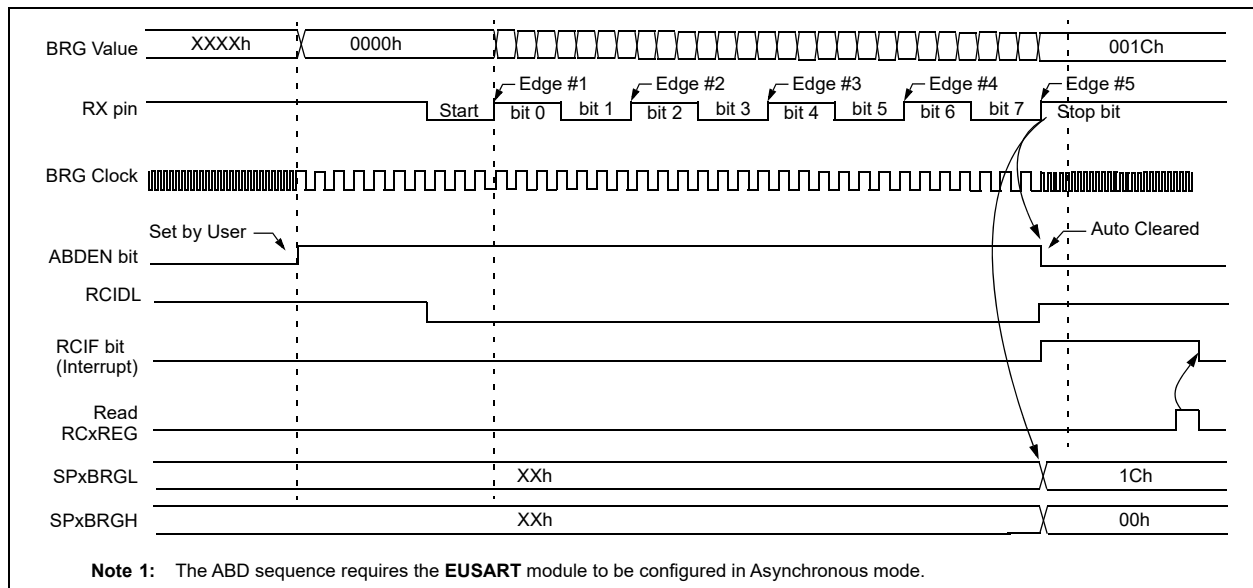 BRG Value XXXXh 0000h 001Ch
Edge #1 Edge #2 Edge #3 Edge #4 Edge #5
RX pin Start bit 0 bit 1 bit 2 bit 3 bit 4 bit 5 bit 6 bit 7 Stop bit
BRG Clock
Set by User Auto Cleared
ABDEN bit
RCIDL
RCIF bit
(Interrupt)
Read
RCxREG
SPxBRGL XXh 1Ch
SPxBRGH XXh 00h
Note 1: The ABD sequence requires the EUSART module to be configured in Asynchronous mode.